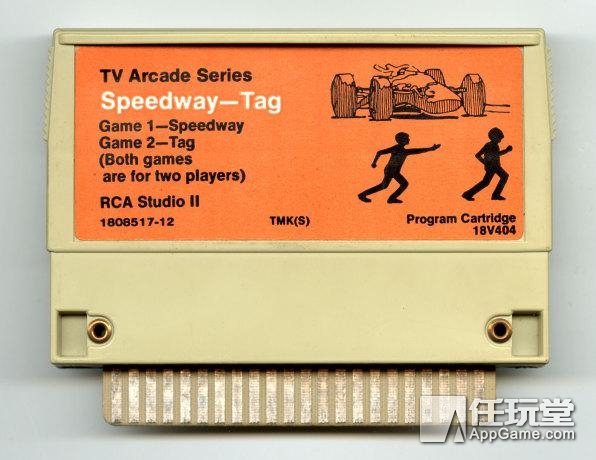 TV Arcade Series
Speedway—Tag
Game 1—Speedway
Game 2—Tag
(Both games
are for two players)
RCA Studio II
1808517-12
TMK(S)
Program Cartridge
18V404
任玩堂
AppGame.com